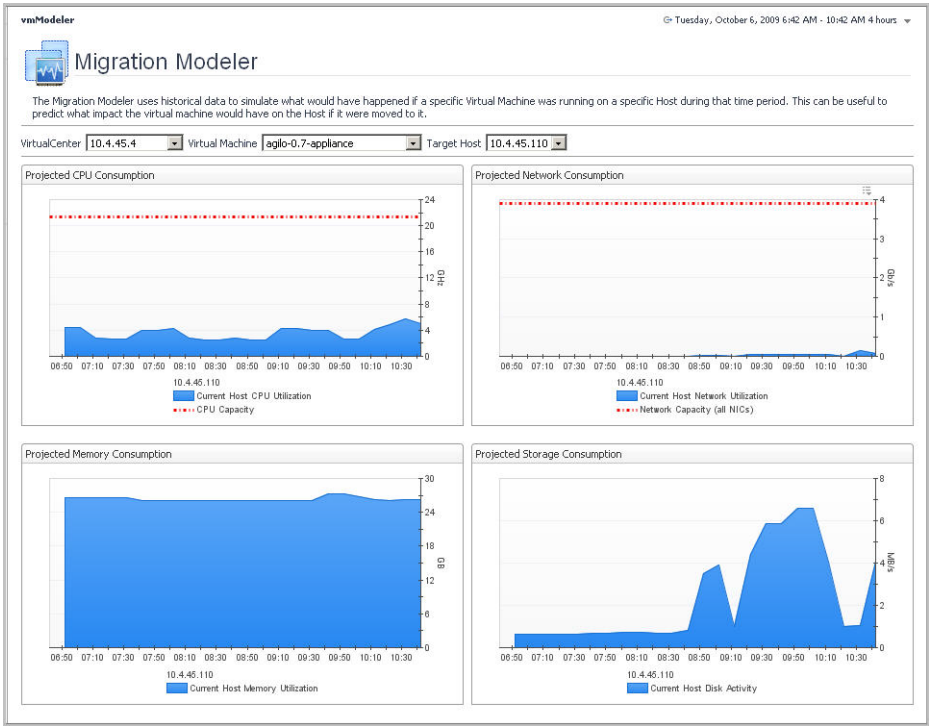 vmModeler
Tuesday, October 6, 2009 6:42 AM - 10:42 AM 4 hours
Migration Modeler
The Migration Modeler uses historical data to simulate what would have happened if a specific Virtual Machine was running on a specific Host during that time period. This can be useful to
predict what impact the virtual machine would have on the Host if it were moved to it.
VirtualCenter 10.4.45.4 Virtual Machine agilo-0.7-appliance Target Host 10.4.45.110
Projected CPU Consumption
24
20
16
12
8
4
0
GHz
06:50 07:10 07:30 07:50 08:10 08:30 08:50 09:10 09:30 09:50 10:10 10:30
10.4.45.110
Current Host CPU Utilization
CPU Capacity
Projected Network Consumption
4
3
2
1
0
Gb/s
06:50 07:10 07:30 07:50 08:10 08:30 08:50 09:10 09:30 09:50 10:10 10:30
10.4.45.110
Current Host Network Utilization
Network Capacity (all NICs)
Projected Memory Consumption
30
24
18
12
6
0
GB
06:50 07:10 07:30 07:50 08:10 08:30 08:50 09:10 09:30 09:50 10:10 10:30
10.4.45.110
Current Host Memory Utilization
Projected Storage Consumption
8
6
4
2
0
MB/s
06:50 07:10 07:30 07:50 08:10 08:30 08:50 09:10 09:30 09:50 10:10 10:30
10.4.45.110
Current Host Disk Activity